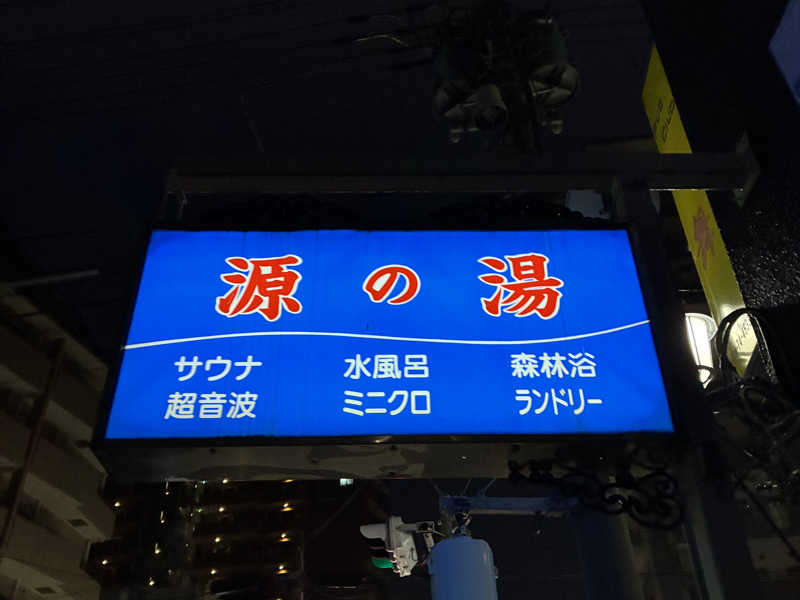 源の湯
サウナ 水風呂 森林浴
超音波 ミニクロ ランドリー